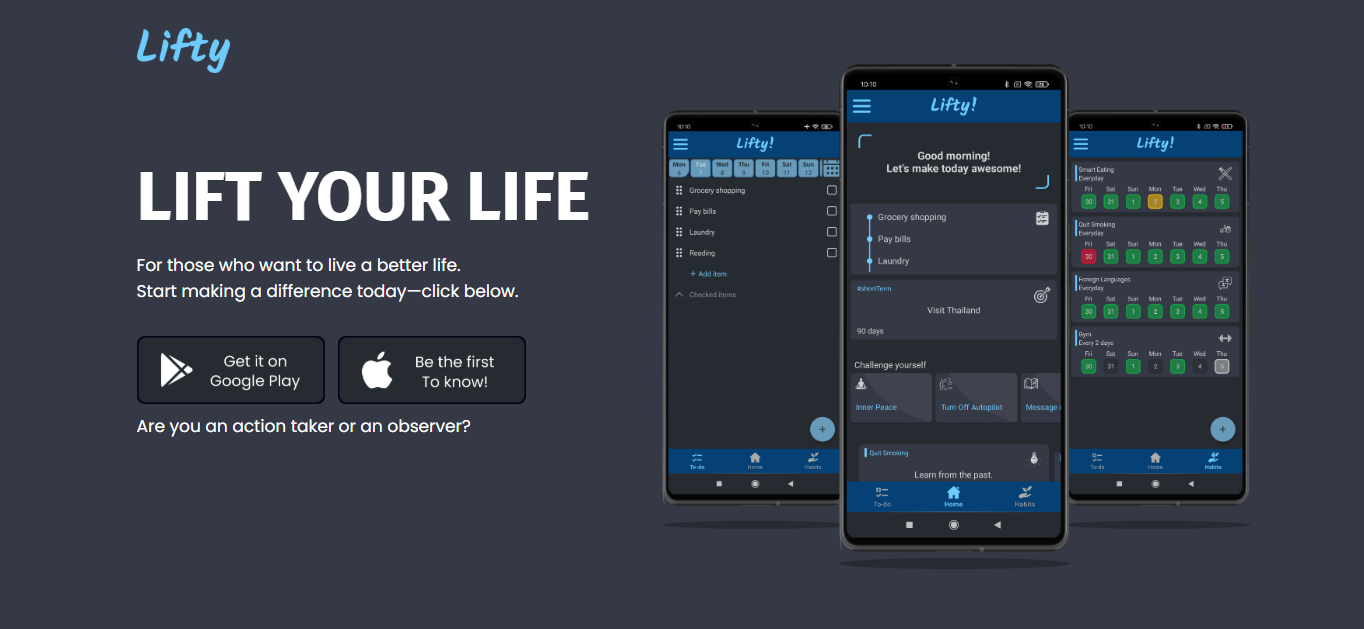 Lifty
LIFT YOUR LIFE
For those who want to live a better life.
Start making a difference today—click below.
Get it on
Google Play
Be the first
To know!
Are you an action taker or an observer?
10:10
Lifty!
Mon Tue Wed Thu Fri Sat Sun
6 7 8 9 10 11 12
Grocery shopping
Pay bills
Laundry
Reading
+ Add item
Checked items
To-do Home Habits
10:10
Lifty!
Good morning!
Let's make today awesome!
Grocery shopping
Pay bills
Laundry
#shortTerm
Visit Thailand
90 days
Challenge yourself
Inner Peace
Turn Off Autopilot
Message
Quit Smoking
Learn from the past.
To-do Home Habits
10:10
Lifty!
Smart Eating
Everyday
Fri Sat Sun Mon Tue Wed Thu
30 31 1 2 3 4 5
Quit Smoking
Everyday
Fri Sat Sun Mon Tue Wed Thu
30 31 1 2 3 4 5
Foreign Languages
Everyday
Fri Sat Sun Mon Tue Wed Thu
30 31 1 2 3 4 5
Gym
Every 2 days
Fri Sat Sun Mon Tue Wed Thu
30 31 1 2 3 4 5
To-do Home Habits